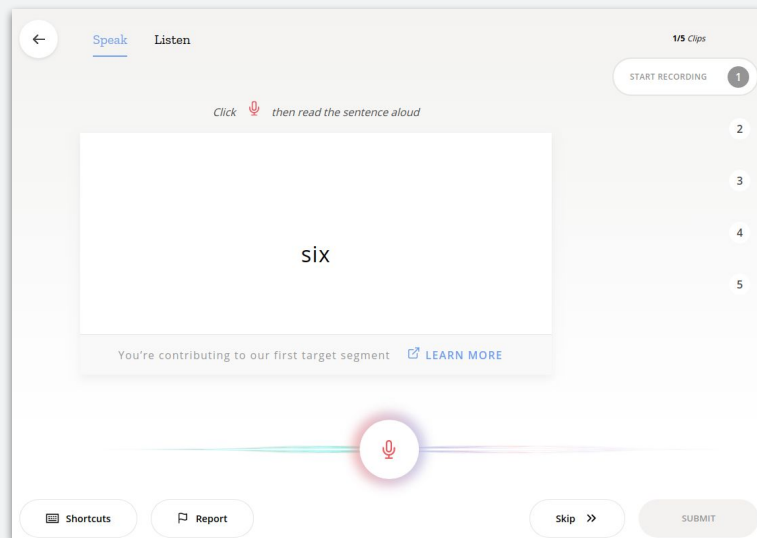 Speak Listen 1/5 Clips
START RECORDING 1
Click then read the sentence aloud
2
3
4
5
six
You're contributing to our first target segment LEARN MORE
Shortcuts Report Skip SUBMIT